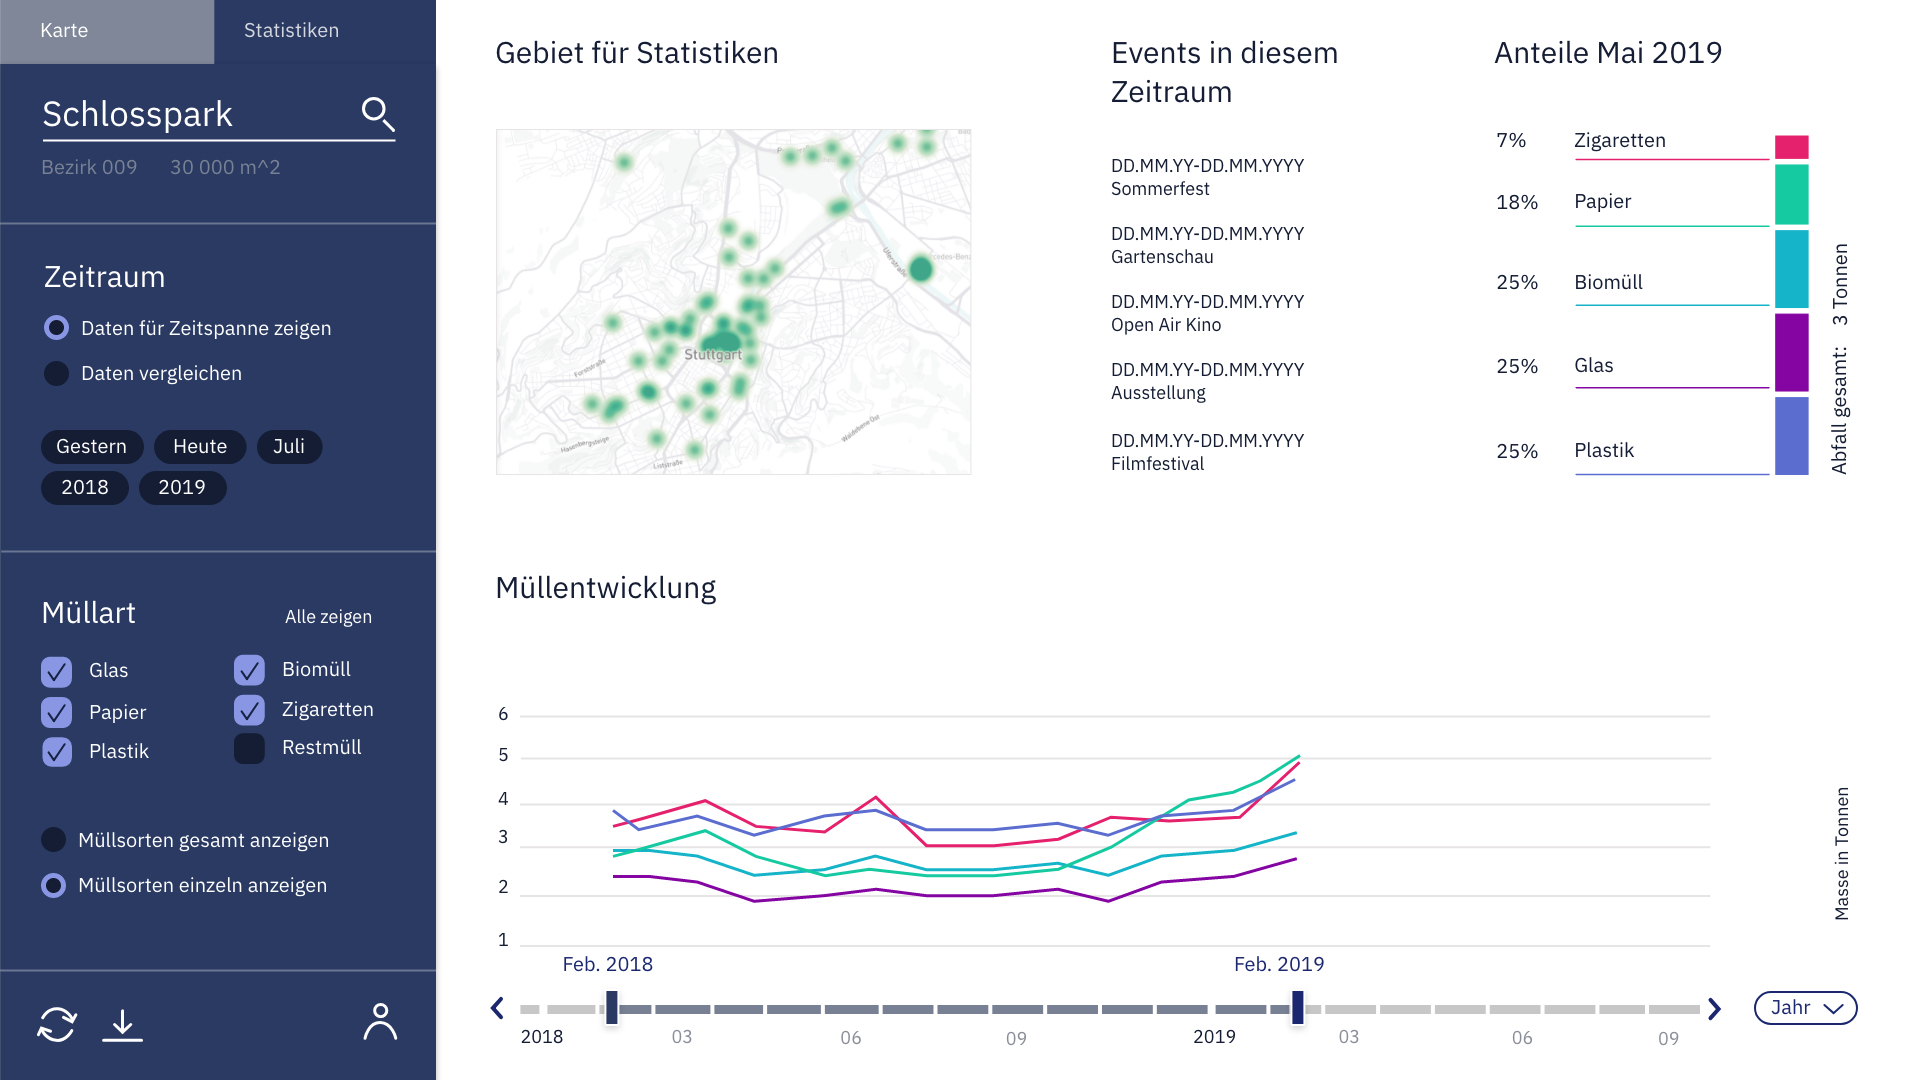 Karte
Statistiken
Schlosspark
Bezirk 009
30 000 m^2
Zeitraum
Daten für Zeitspanne zeigen
Daten vergleichen
Gestern
Heute
Juli
2018
2019
Müllart
Alle zeigen
Glas
Biomüll
Papier
Zigaretten
Plastik
Restmüll
Müllsorten gesamt anzeigen
Müllsorten einzeln anzeigen
Gebiet für Statistiken
Uferstraße
Stuttgart
Furststraße
Hasenbergsteige
Liststraße
Waldebene Ost
Events in diesem
Zeitraum
DD.MM.YY-DD.MM.YYYY
Sommerfest
DD.MM.YY-DD.MM.YYYY
Gartenschau
DD.MM.YY-DD.MM.YYYY
Open Air Kino
DD.MM.YY-DD.MM.YYYY
Ausstellung
DD.MM.YY-DD.MM.YYYY
Filmfestival
Anteile Mai 2019
7% Zigaretten
18% Papier
25% Biomüll
25% Glas
25% Plastik
Abfall gesamt: 3 Tonnen
Müllentwicklung
6
5
4
3
2
1
Masse in Tonnen
Feb. 2018
Feb. 2019
2018
03
06
09
2019
03
06
09
Jahr